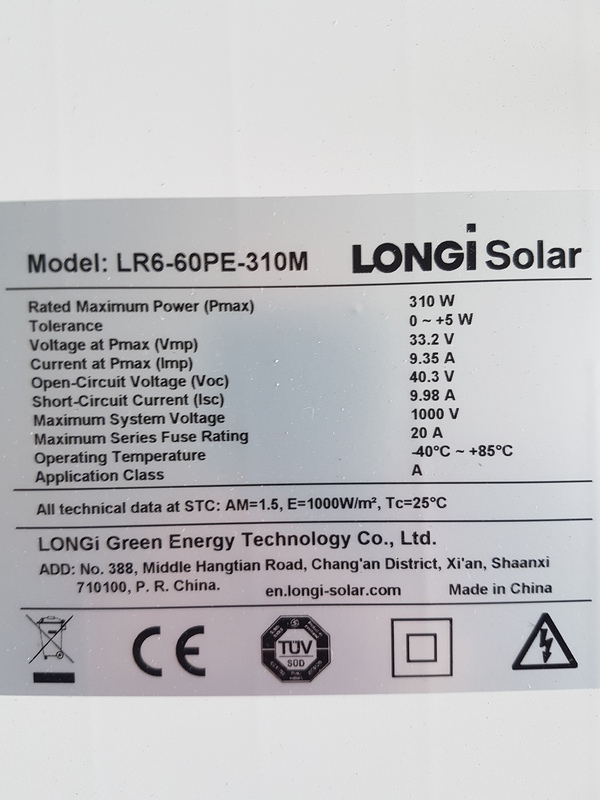 Model: LR6-60PE-310M LONGi Solar
Rated Maximum Power (Pmax) 310 W
Tolerance 0 ~ +5 W
Voltage at Pmax (Vmp) 33.2 V
Current at Pmax (Imp) 9.35 A
Open-Circuit Voltage (Voc) 40.3 V
Short-Circuit Current (Isc) 9.98 A
Maximum System Voltage 1000 V
Maximum Series Fuse Rating 20 A
Operating Temperature -40°C ~ +85°C
Application Class A
All technical data at STC: AM=1.5, E=1000W/m², Tc=25°C
LONGi Green Energy Technology Co., Ltd.
ADD: No. 388, Middle Hangtian Road, Chang'an District, Xi'an, Shaanxi
710100, P. R. China. en.longi-solar.com Made in China
CE
TÜV
SÜD